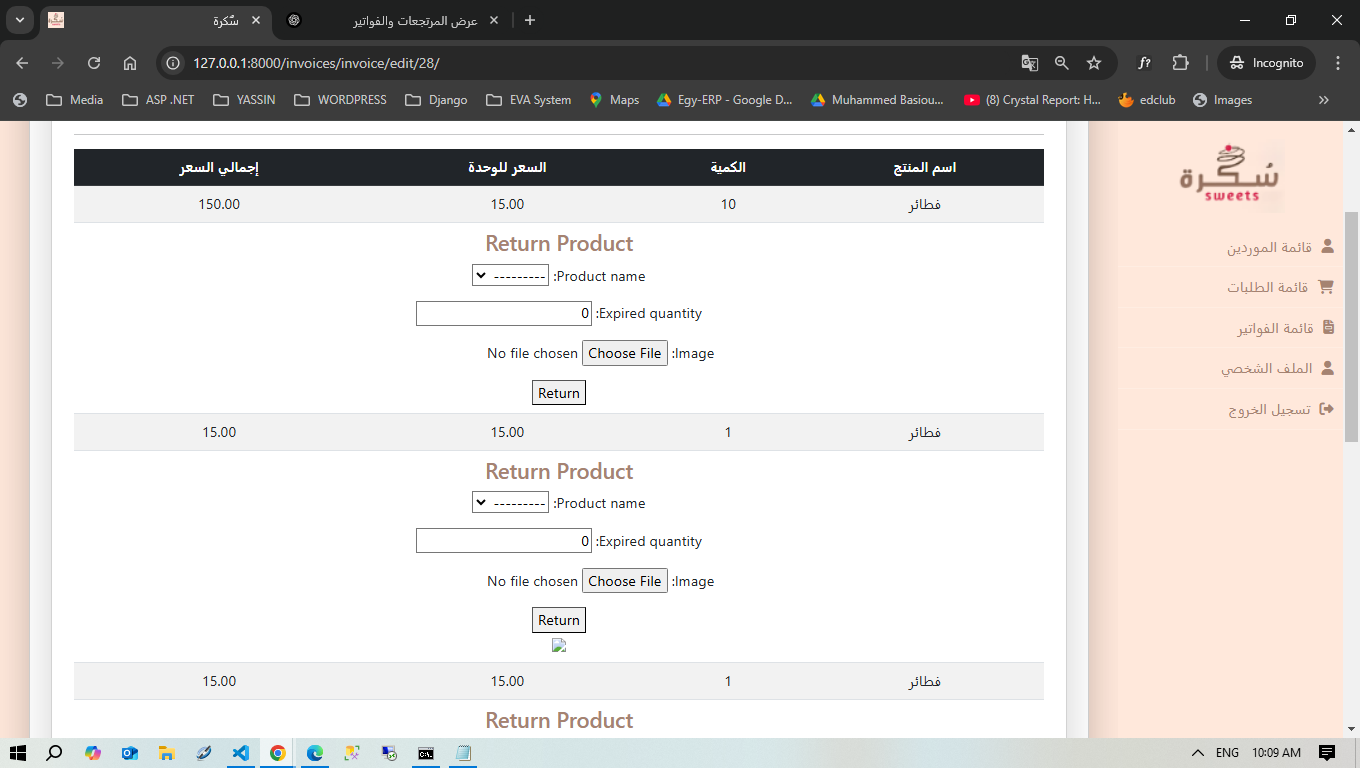 سُكّرة
عرض المرتجعات والفواتير
127.0.0.1:8000/invoices/invoice/edit/28/
Incognito
Media
ASP .NET
YASSIN
WORDPRESS
Django
EVA System
Maps
Egy-ERP - Google D...
Muhammed Basiou...
(8) Crystal Report: H...
edclub
Images
»
سُكّرة
sweets
قائمة الموردين
قائمة الطلبات
قائمة الفواتير
الملف الشخصي
تسجيل الخروج
اسم المنتج الكمية السعر للوحدة إجمالي السعر
فطائر 10 15.00 150.00
Return Product
Product name: ---------
Expired quantity: 0
Image: Choose File No file chosen
Return
فطائر 1 15.00 15.00
Return Product
Product name: ---------
Expired quantity: 0
Image: Choose File No file chosen
Return
فطائر 1 15.00 15.00
Return Product
ENG 10:09 AM